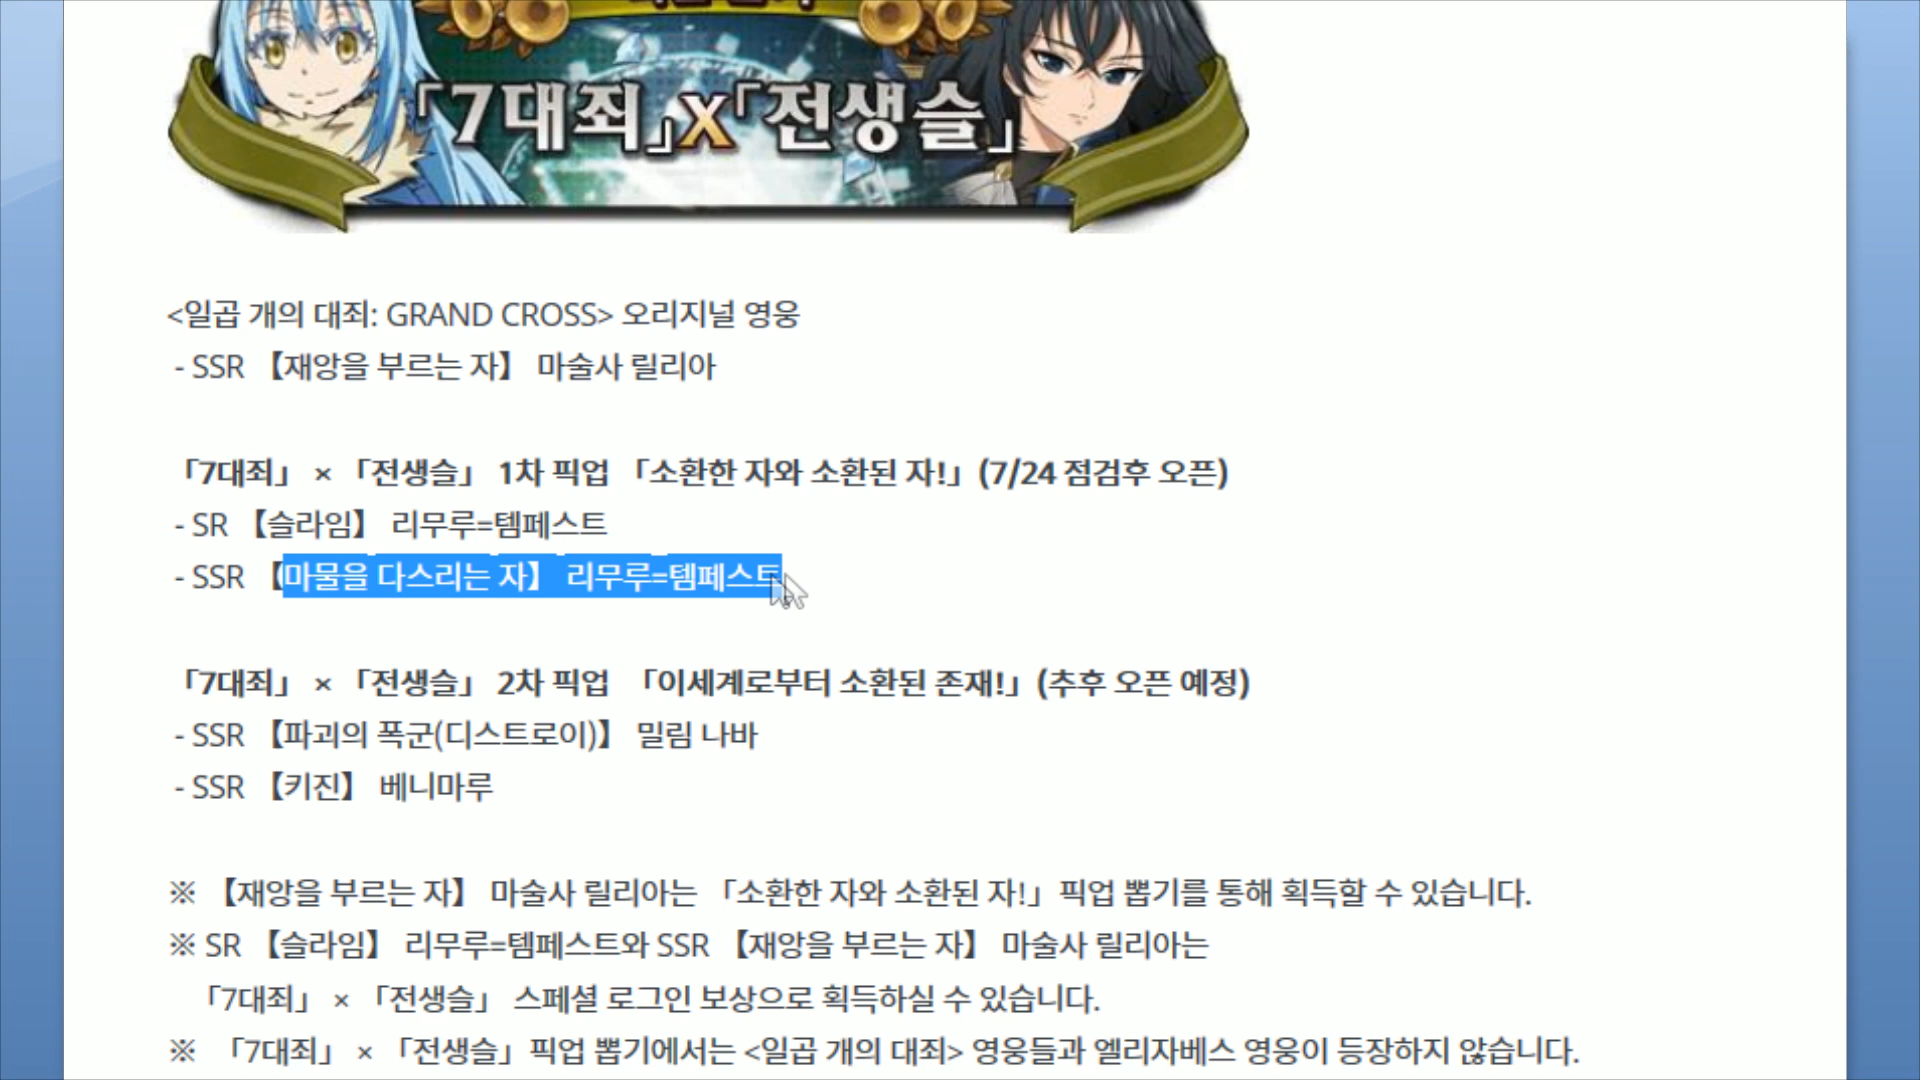 「7대죄」X「전생슬」
<일곱 개의 대죄: GRAND CROSS> 오리지널 영웅
- SSR 【재앙을 부르는 자】 마술사 릴리아
「7대죄」 × 「전생슬」 1차 픽업 「소환한 자와 소환된 자!」(7/24 점검후 오픈)
- SR 【슬라임】 리무루=템페스트
- SSR 【마물을 다스리는 자】 리무루=템페스트
「7대죄」 × 「전생슬」 2차 픽업 「이세계로부터 소환된 존재!」(추후 오픈 예정)
- SSR 【파괴의 폭군(디스트로이)】 밀림 나바
- SSR 【키진】 베니마루
※ 【재앙을 부르는 자】 마술사 릴리아는 「소환한 자와 소환된 자!」픽업 뽑기를 통해 획득할 수 있습니다.
※ SR 【슬라임】 리무루=템페스트와 SSR 【재앙을 부르는 자】 마술사 릴리아는
「7대죄」 × 「전생슬」 스페셜 로그인 보상으로 획득하실 수 있습니다.
※ 「7대죄」 × 「전생슬」픽업 뽑기에서는 <일곱 개의 대죄> 영웅들과 엘리자베스 영웅이 등장하지 않습니다.